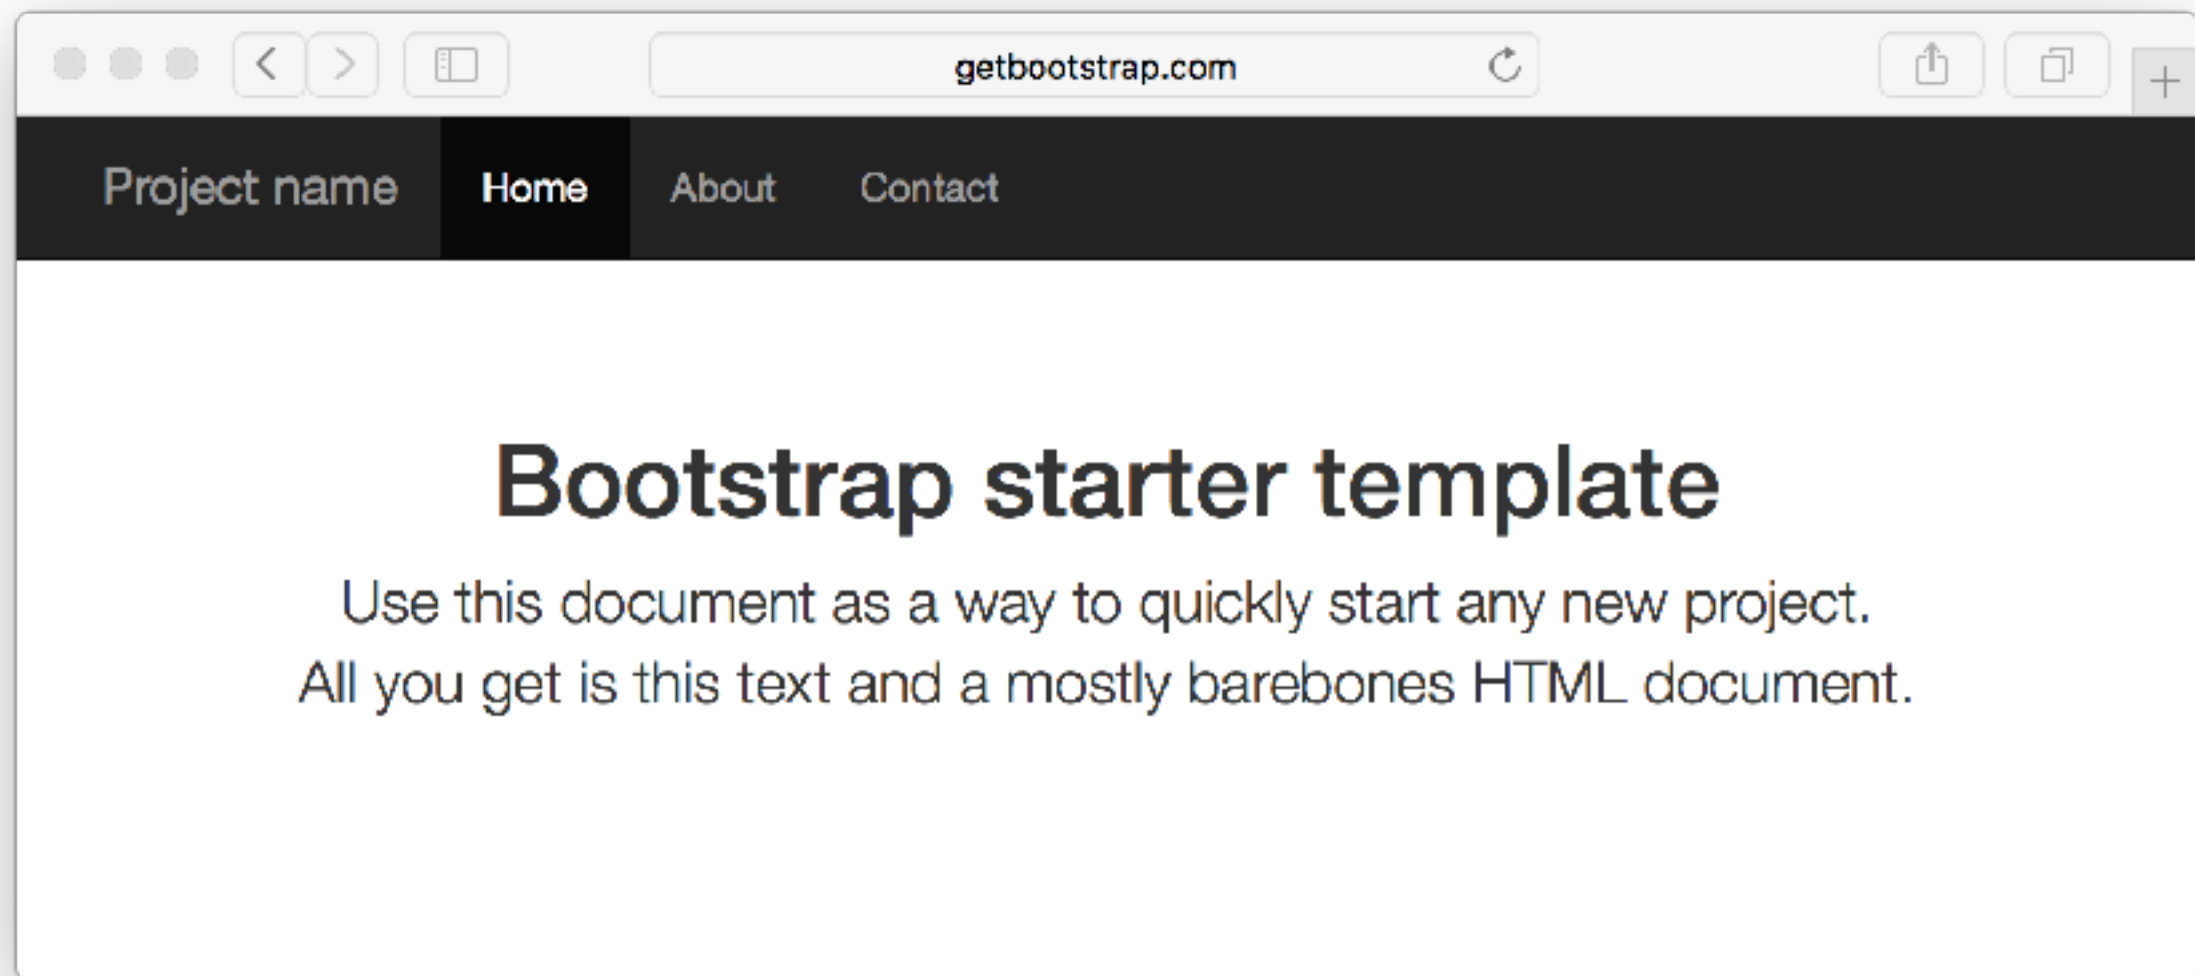 getbootstrap.com
Project name Home About Contact
Bootstrap starter template
Use this document as a way to quickly start any new project.
All you get is this text and a mostly barebones HTML document.